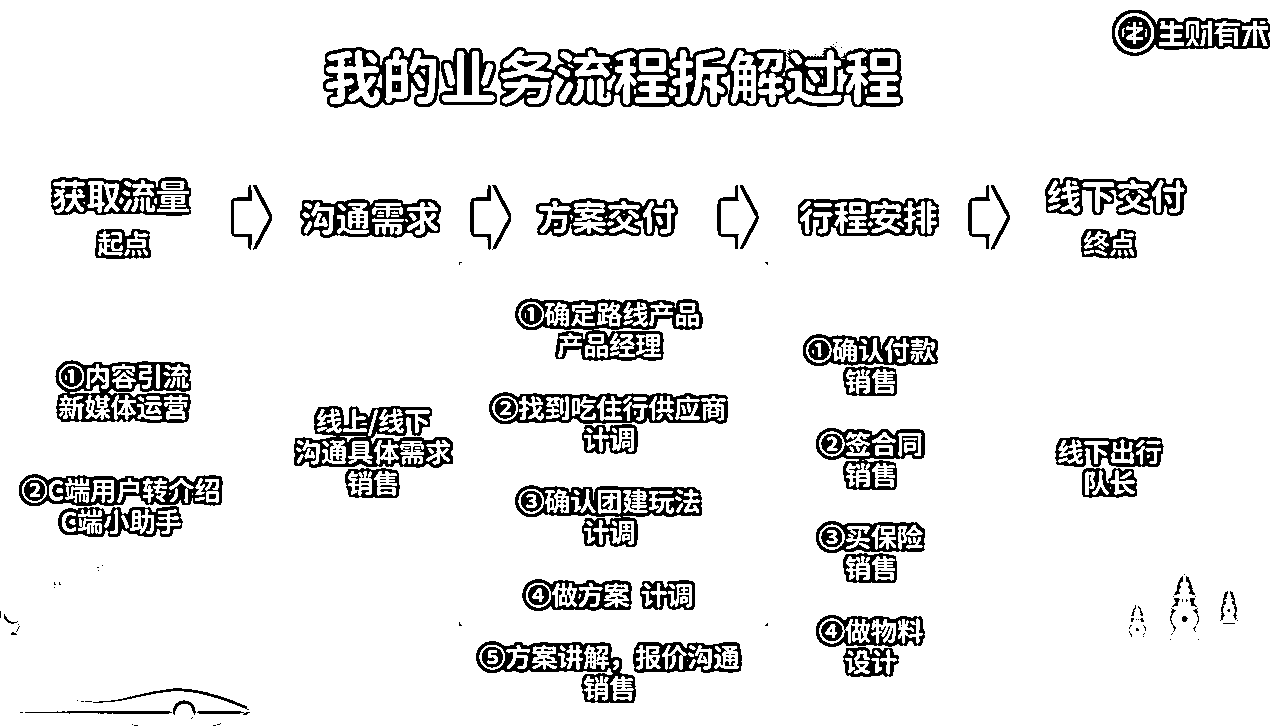 生财有术
我的业务流程拆解过程
获取流量
起点
沟通需求
方案交付
行程安排
线下交付
终点
①内容引流
新媒体运营
②C端用户转介绍
C端小助手
线上/线下
沟通具体需求
销售
①确定路线产品
产品经理
②找到吃住行供应商
计调
③确认团建玩法
计调
④做方案 计调
⑤方案讲解，报价沟通
销售
①确认付款
销售
②签合同
销售
③买保险
销售
④做物料
设计
线下出行
队长